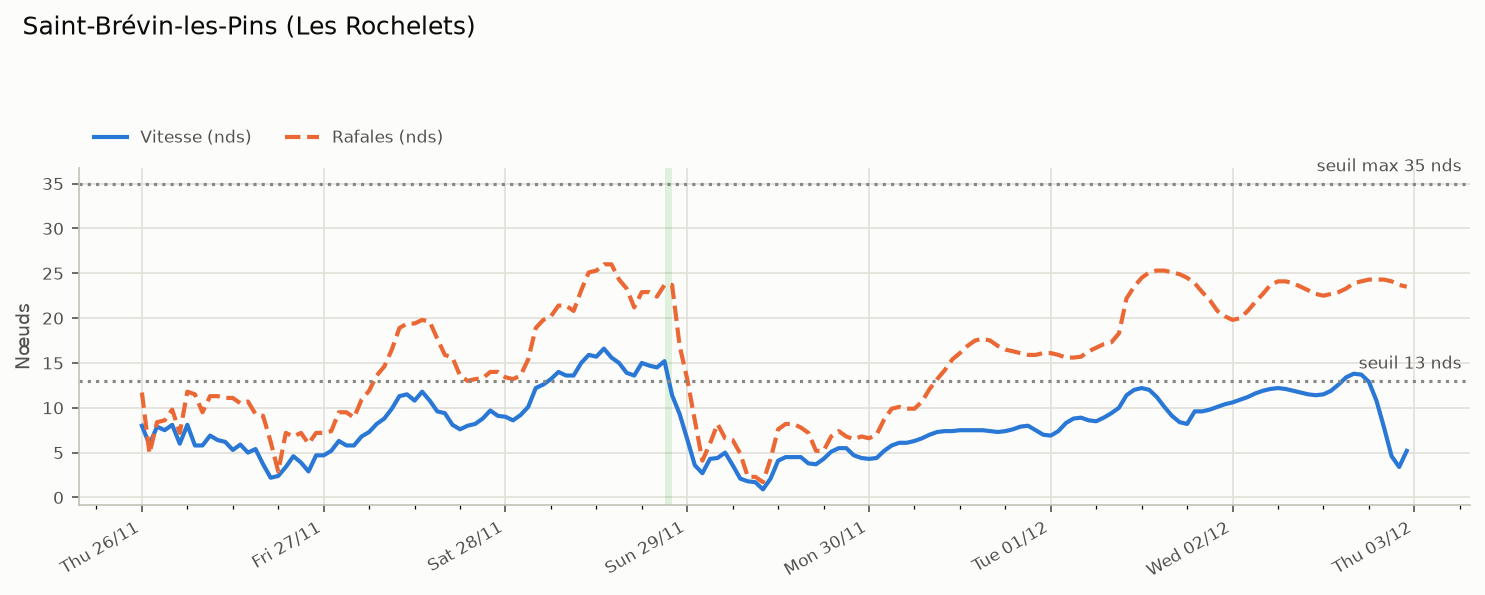 Saint-Brévin-les-Pins (Les Rochelets)
Vitesse (nds)
Rafales (nds)
seuil max 35 nds
35
30
25
20
15
10
5
0
Nœuds
seuil 13 nds
Thu 26/11
Fri 27/11
Sat 28/11
Sun 29/11
Mon 30/11
Tue 01/12
Wed 02/12
Thu 03/12